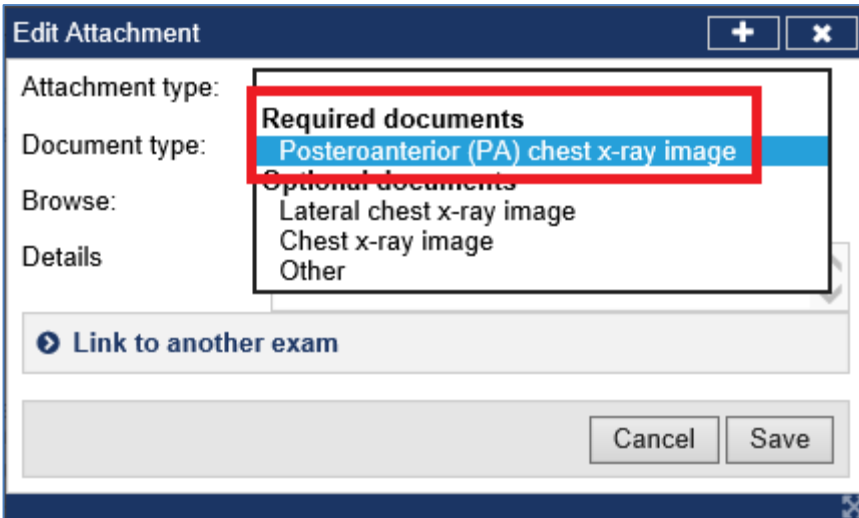 Edit Attachment
Attachment type:
Required documents
Document type:
Posteroanterior (PA) chest x-ray image
Optional documents
Browse:
Lateral chest x-ray image
Chest x-ray image
Details
Other
Link to another exam
Cancel Save